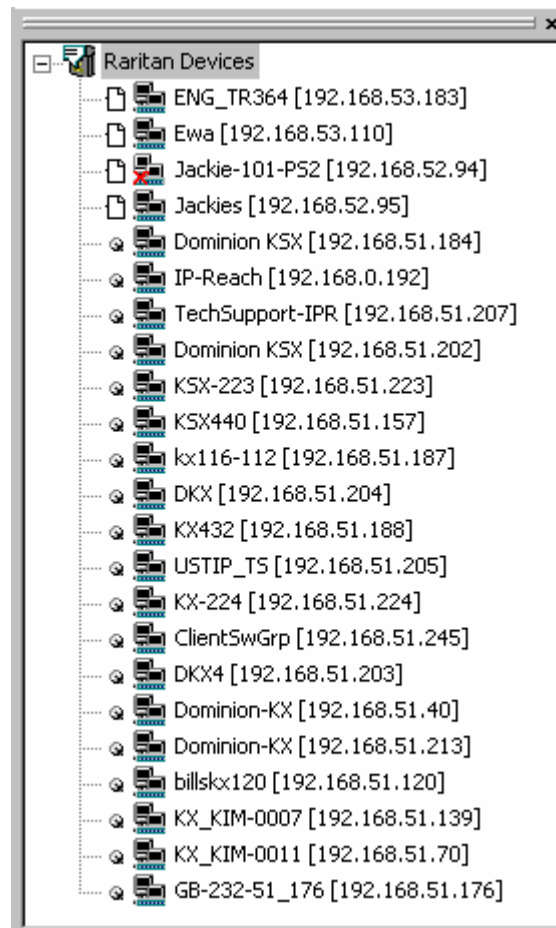 Raritan Devices
ENG_TR364 [192.168.53.183]
Ewa [192.168.53.110]
Jackie-101-PS2 [192.168.52.94]
Jackies [192.168.52.95]
Dominion KSX [192.168.51.184]
IP-Reach [192.168.0.192]
TechSupport-IPR [192.168.51.207]
Dominion KSX [192.168.51.202]
KSX-223 [192.168.51.223]
KSX440 [192.168.51.157]
kx116-112 [192.168.51.187]
DKX [192.168.51.204]
KX432 [192.168.51.188]
USTIP_TS [192.168.51.205]
KX-224 [192.168.51.224]
ClientSwGrp [192.168.51.245]
DKX4 [192.168.51.203]
Dominion-KX [192.168.51.40]
Dominion-KX [192.168.51.213]
billskx120 [192.168.51.120]
KX_KIM-0007 [192.168.51.139]
KX_KIM-0011 [192.168.51.70]
GB-232-51_176 [192.168.51.176]